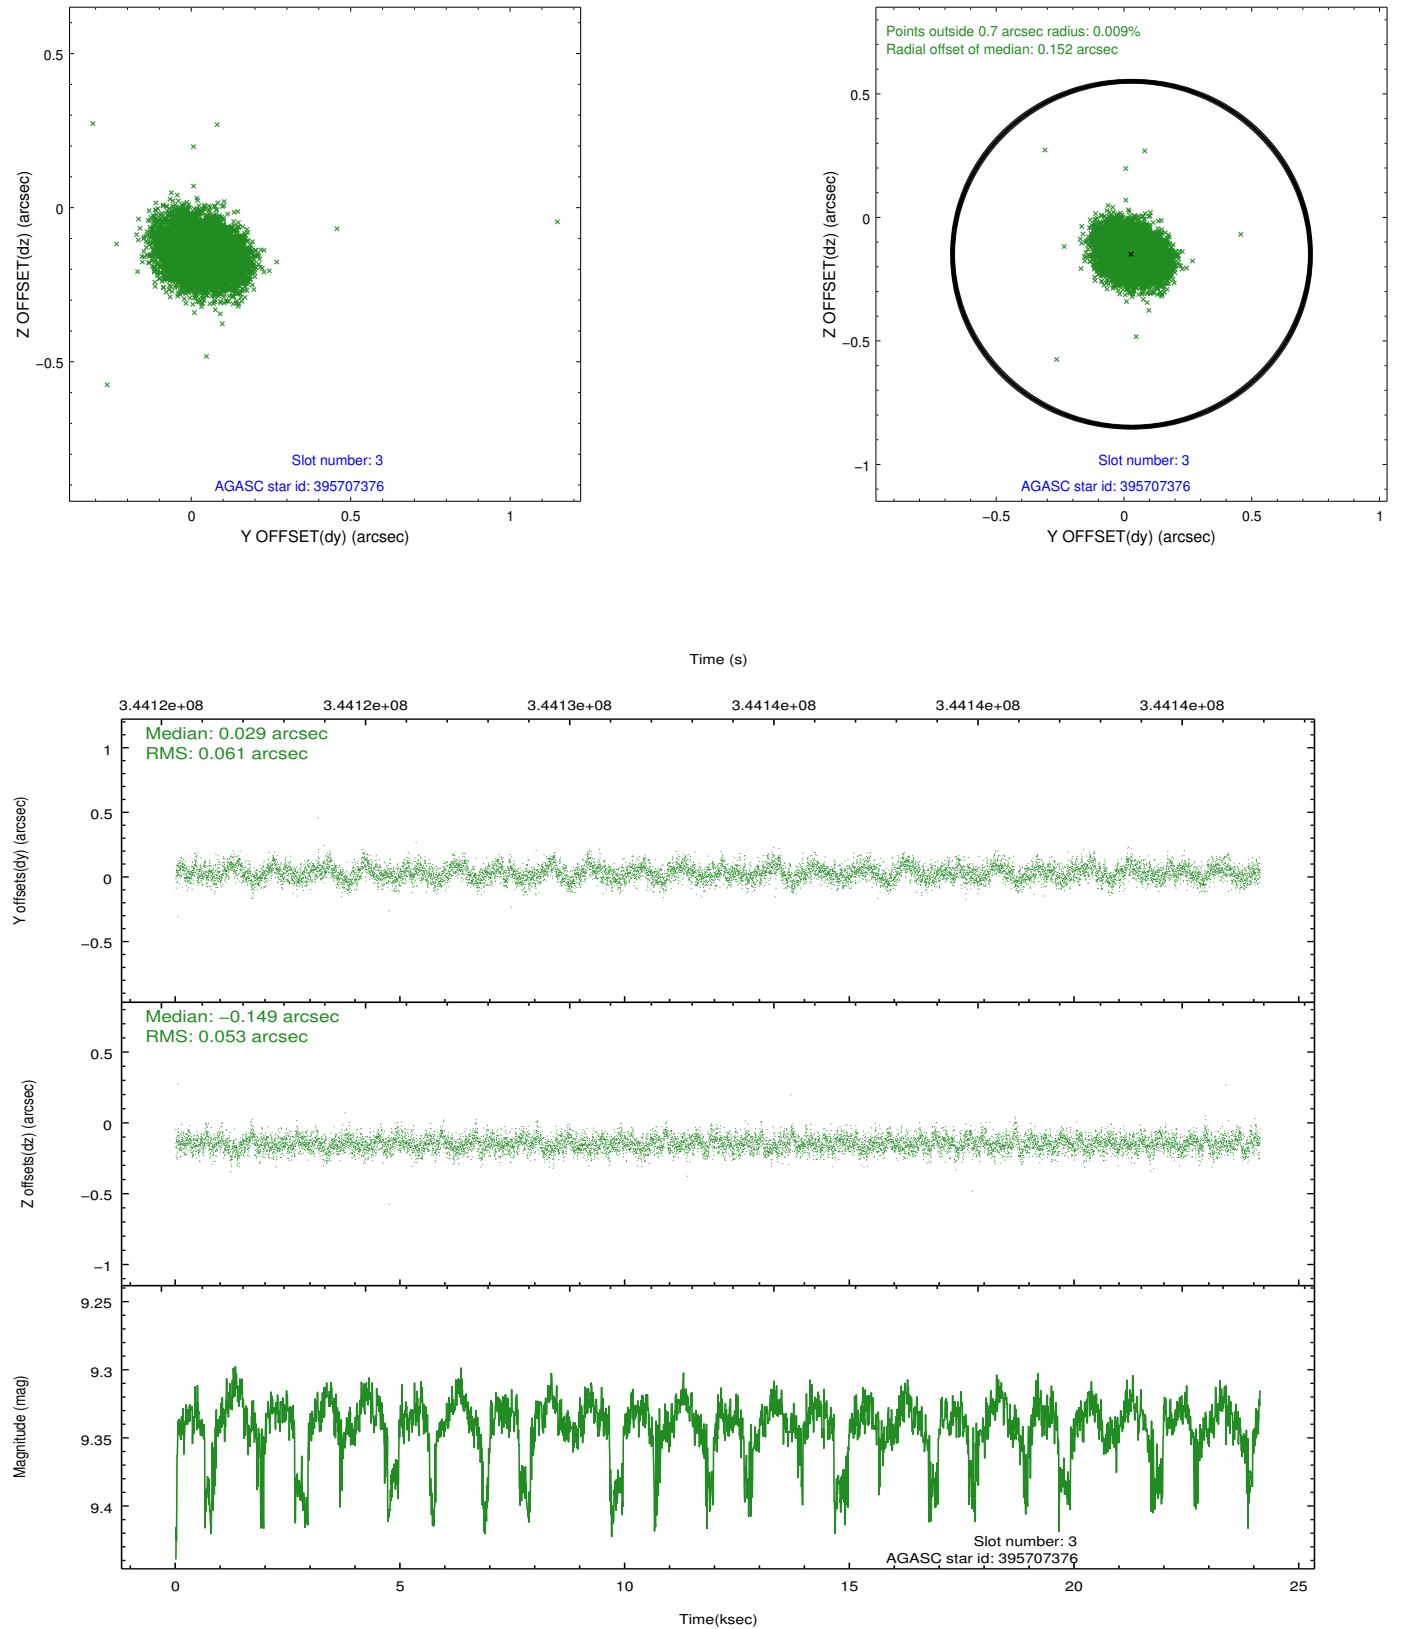 0.5
0
−0.5
Z OFFSET(dz) (arcsec)
Slot number: 3
AGASC star id: 395707376
0
0.5
1
Y OFFSET(dy) (arcsec)
Points outside 0.7 arcsec radius: 0.009%
Radial offset of median: 0.152 arcsec
0.5
0
−0.5
−1
Z OFFSET(dz) (arcsec)
Slot number: 3
AGASC star id: 395707376
−0.5
0
0.5
1
Y OFFSET(dy) (arcsec)
Time (s)
3.4412e+08
3.4412e+08
3.4413e+08
3.4414e+08
3.4414e+08
3.4414e+08
Median: 0.029 arcsec
RMS: 0.061 arcsec
1
0.5
0
−0.5
Y offsets(dy) (arcsec)
Median: −0.149 arcsec
RMS: 0.053 arcsec
0.5
0
−0.5
−1
Z offsets(dz) (arcsec)
9.25
9.3
9.35
9.4
Magnitude (mag)
Slot number: 3
AGASC star id: 395707376
0
5
10
15
20
25
Time(ksec)